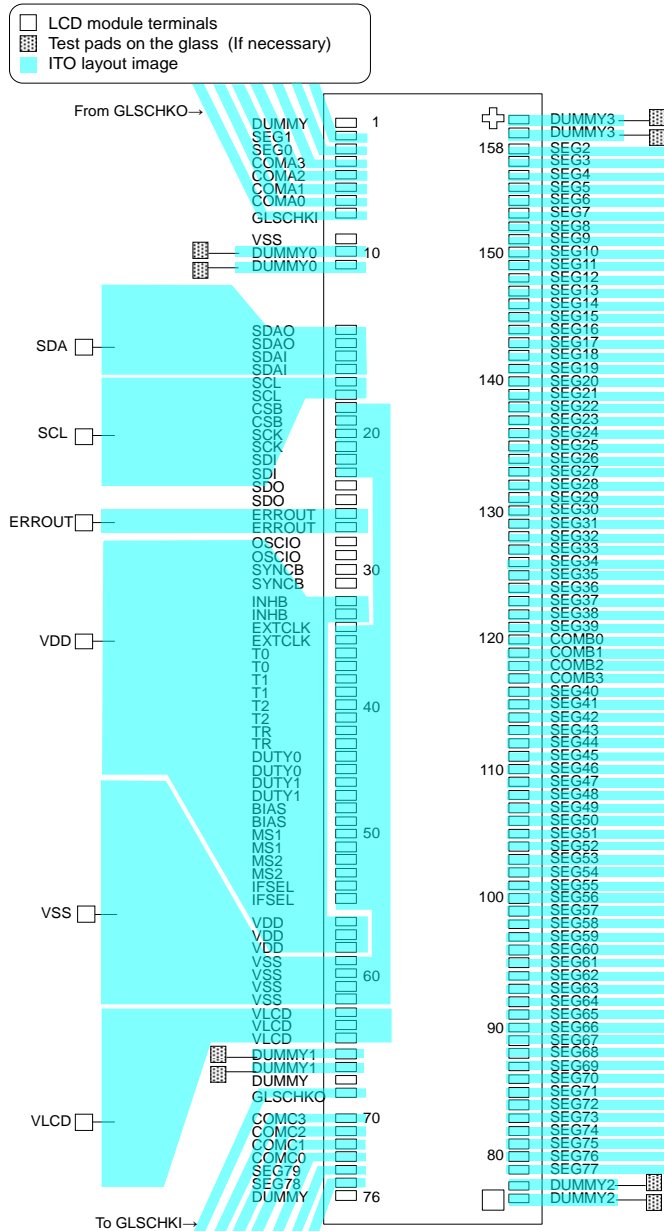 LCD module terminals
Test pads on the glass (If necessary)
ITO layout image
From GLSCHKO→
DUMMY 1
SEG1
SEG0
COMA3
COMA2
COMA1
COMA0
GLSCHKI
VSS
DUMMY0 10
DUMMY0
SDAO
SDAO
SDAI
SDAI
SCL
SCL
CSB
CSB
SCK 20
SCK
SDI
SDI
SDO
SDO
ERROUT
ERROUT
OSCIO
OSCIO
SYNCB 30
SYNCB
INHB
INHB
EXTCLK
EXTCLK
T0
T0
T1
T1
T2 40
T2
TR
TR
DUTY0
DUTY0
DUTY1
DUTY1
BIAS
BIAS
MS1 50
MS1
MS2
MS2
IFSEL
IFSEL
VDD
VDD
VDD
VSS
VSS 60
VSS
VSS
VLCD
VLCD
VLCD
DUMMY1
DUMMY1
DUMMY
GLSCHKO
COMC3 70
COMC2
COMC1
COMC0
SEG79
SEG78
DUMMY 76
To GLSCHKI→
SDA
SCL
ERROUT
VDD
VSS
VLCD
DUMMY3
DUMMY3
158 SEG2
SEG3
SEG4
SEG5
SEG6
SEG7
SEG8
SEG9
150 SEG10
SEG11
SEG12
SEG13
SEG14
SEG15
SEG16
SEG17
SEG18
SEG19
140 SEG20
SEG21
SEG22
SEG23
SEG24
SEG25
SEG26
SEG27
SEG28
SEG29
130 SEG30
SEG31
SEG32
SEG33
SEG34
SEG35
SEG36
SEG37
SEG38
SEG39
120 COMB0
COMB1
COMB2
COMB3
SEG40
SEG41
SEG42
SEG43
SEG44
SEG45
110 SEG46
SEG47
SEG48
SEG49
SEG50
SEG51
SEG52
SEG53
SEG54
SEG55
100 SEG56
SEG57
SEG58
SEG59
SEG60
SEG61
SEG62
SEG63
SEG64
SEG65
90 SEG66
SEG67
SEG68
SEG69
SEG70
SEG71
SEG72
SEG73
SEG74
SEG75
80 SEG76
SEG77
DUMMY2
DUMMY2